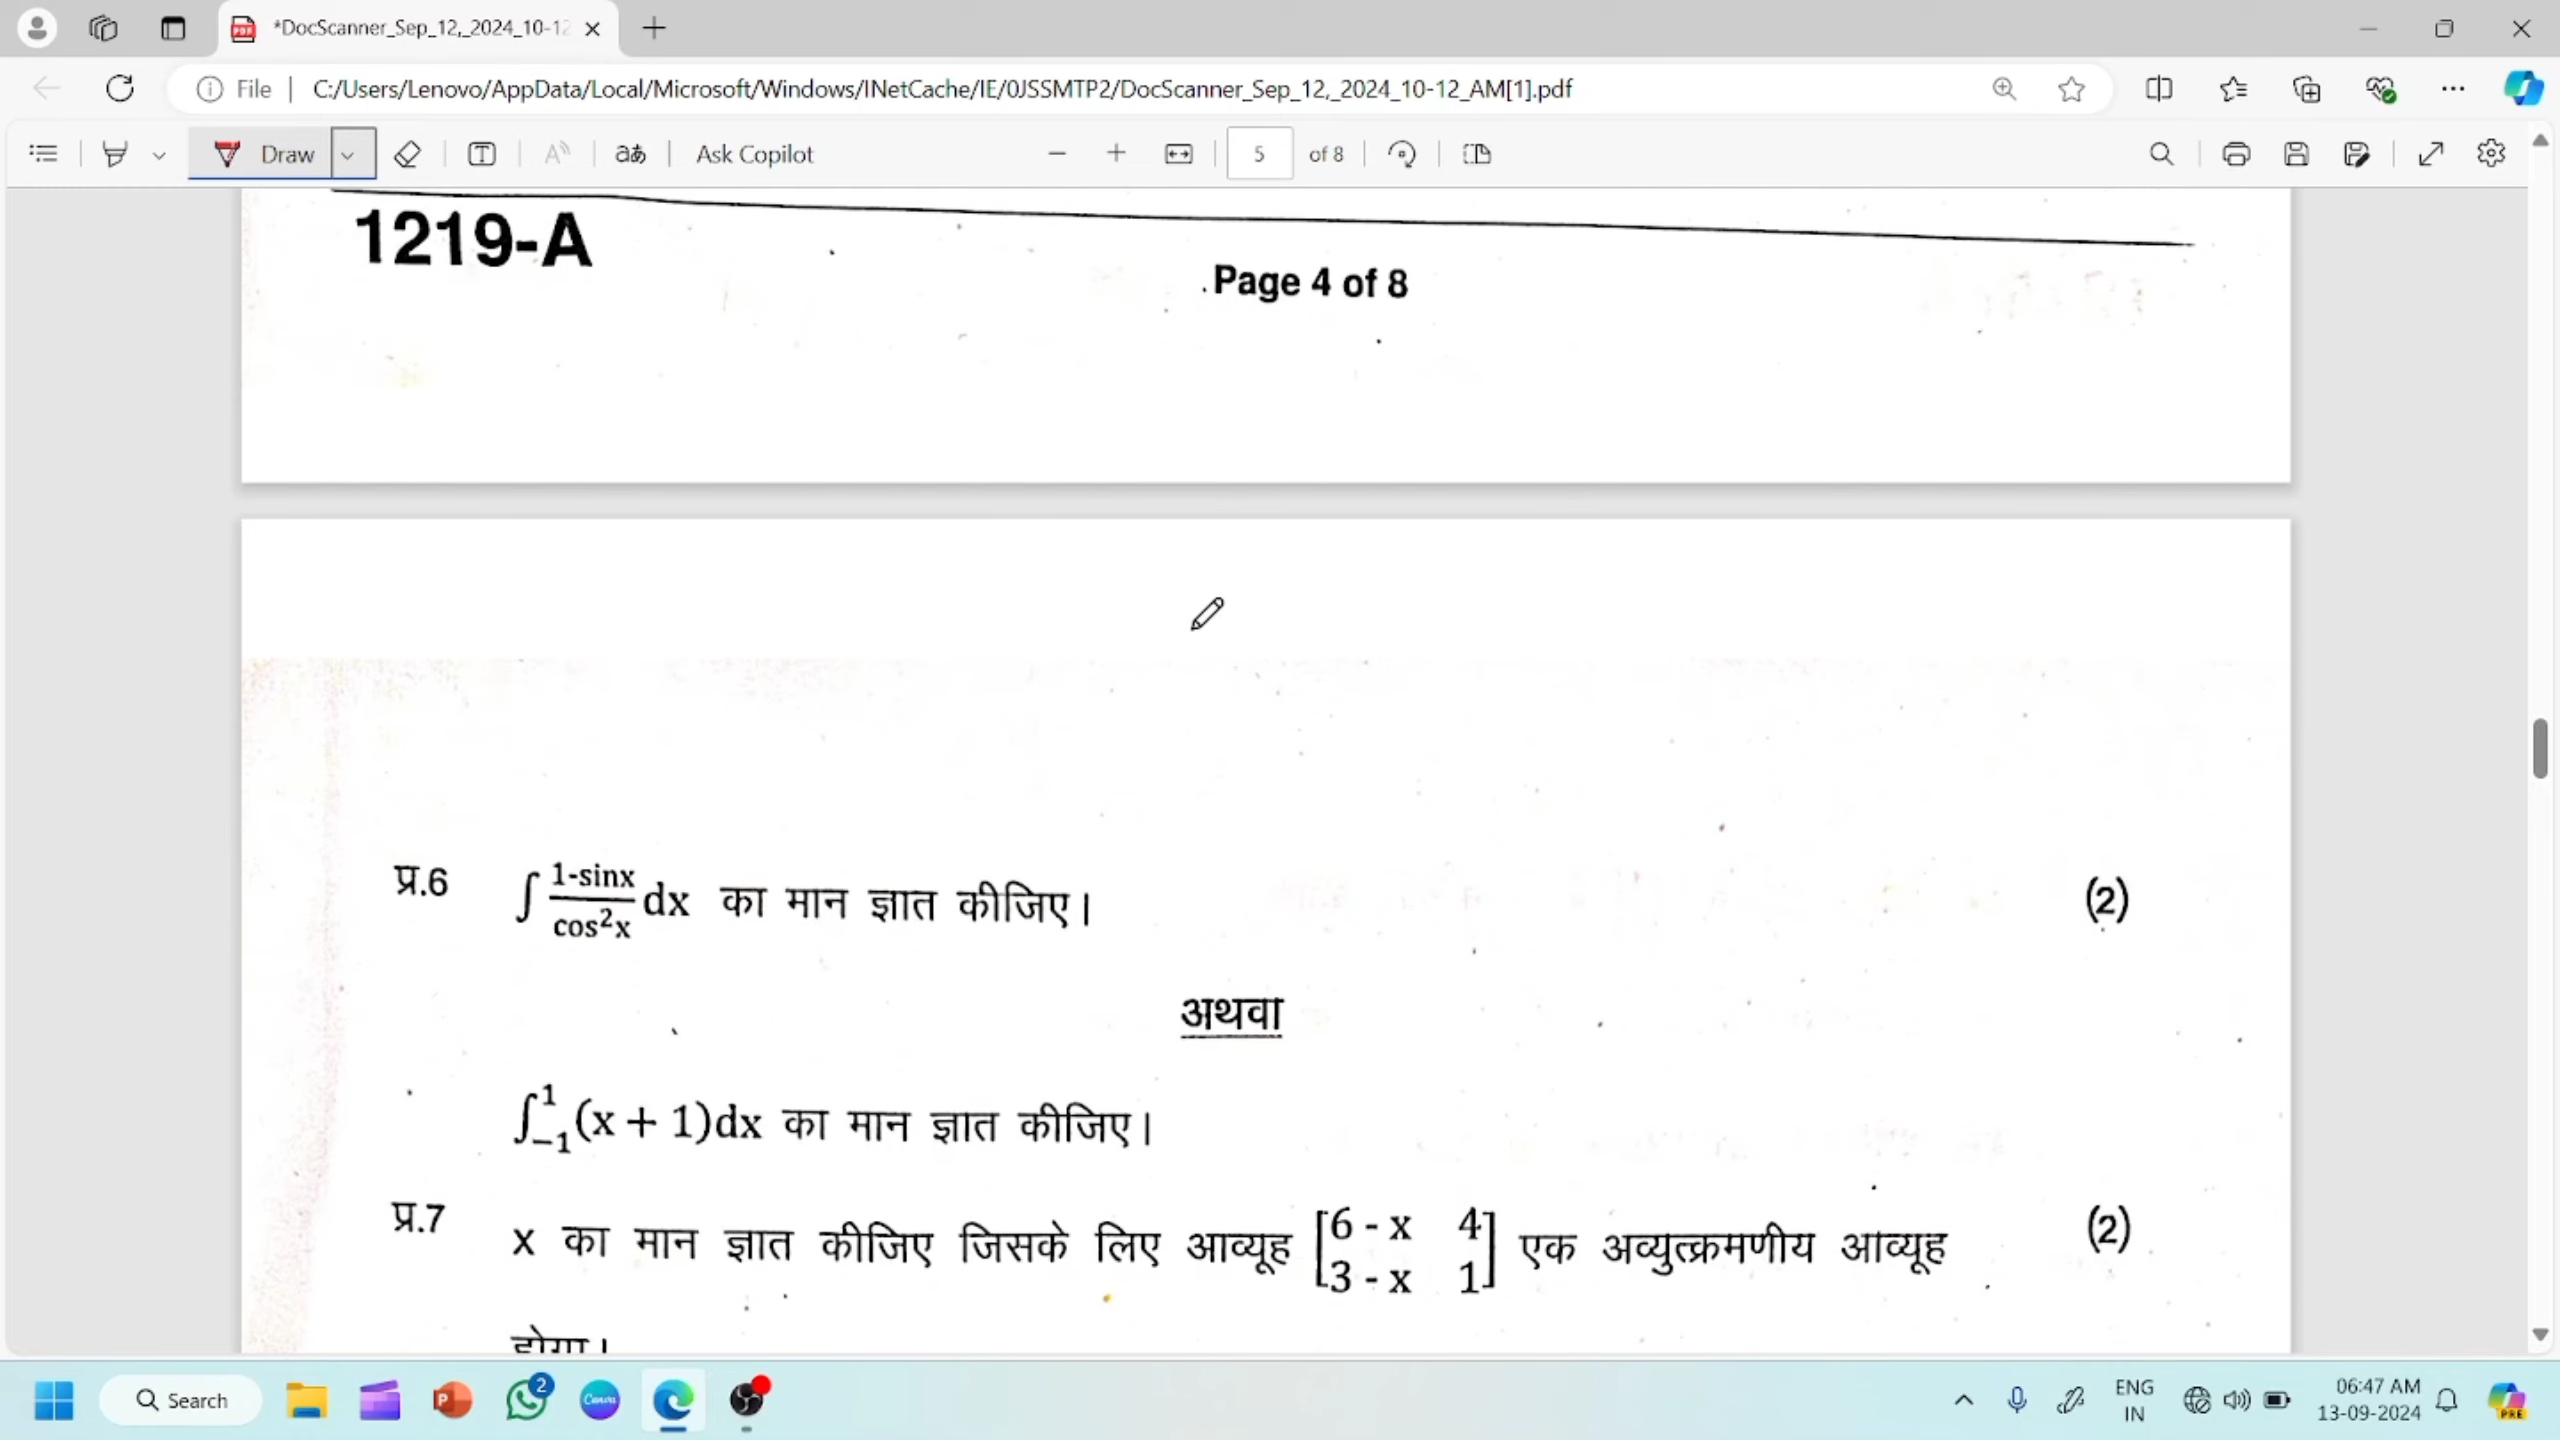 *DocScanner_Sep_12,_2024_10-12
File | C:/Users/Lenovo/AppData/Local/Microsoft/Windows/INetCache/IE/0JSSMTP2/DocScanner_Sep_12,_2024_10-12_AM[1].pdf
Draw Ask Copilot 5 of 8
1219-A
Page 4 of 8
प्र.6 ∫ (1-sinx)/(cos²x) dx का मान ज्ञात कीजिए। (2)
अथवा
∫₋₁¹ (x + 1)dx का मान ज्ञात कीजिए।
प्र.7 x का मान ज्ञात कीजिए जिसके लिए आव्यूह [6 - x 4; 3 - x 1] एक अव्युत्क्रमणीय आव्यूह (2)
होगा।
Search 2 ENG IN 06:47 AM 13-09-2024 PRE